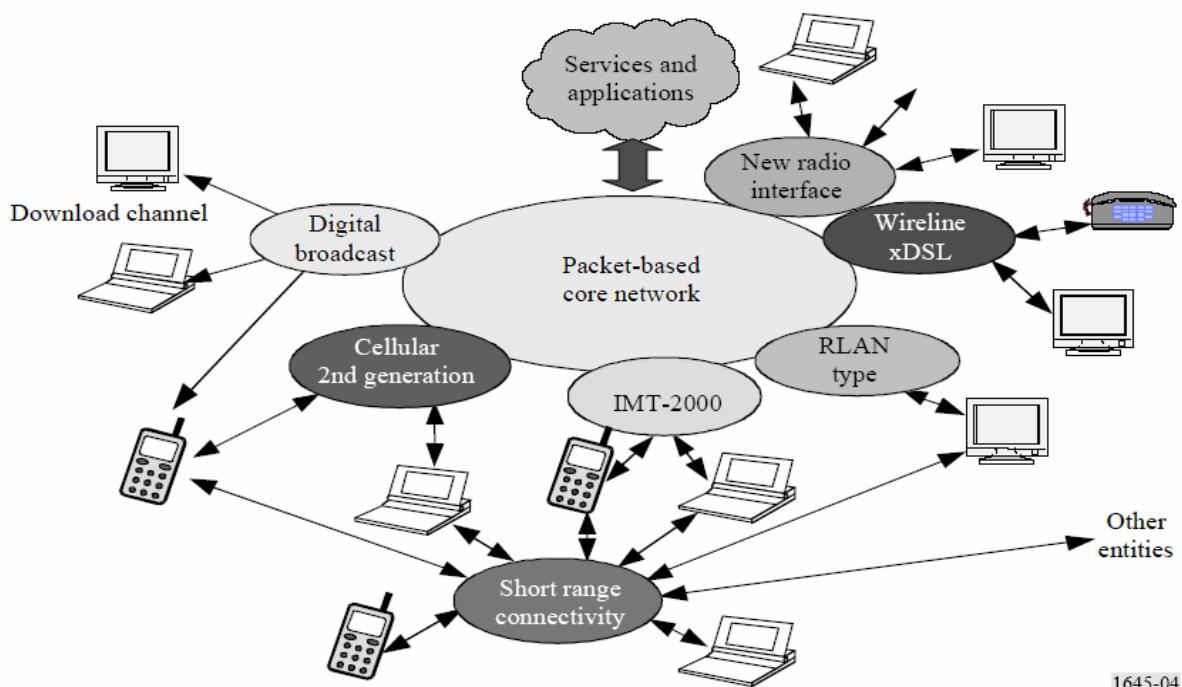 Services and
applications
New radio
interface
Download channel
Digital
broadcast
Wireline
xDSL
Packet-based
core network
Cellular
2nd generation
RLAN
type
IMT-2000
Other
entities
Short range
connectivity
1645-04